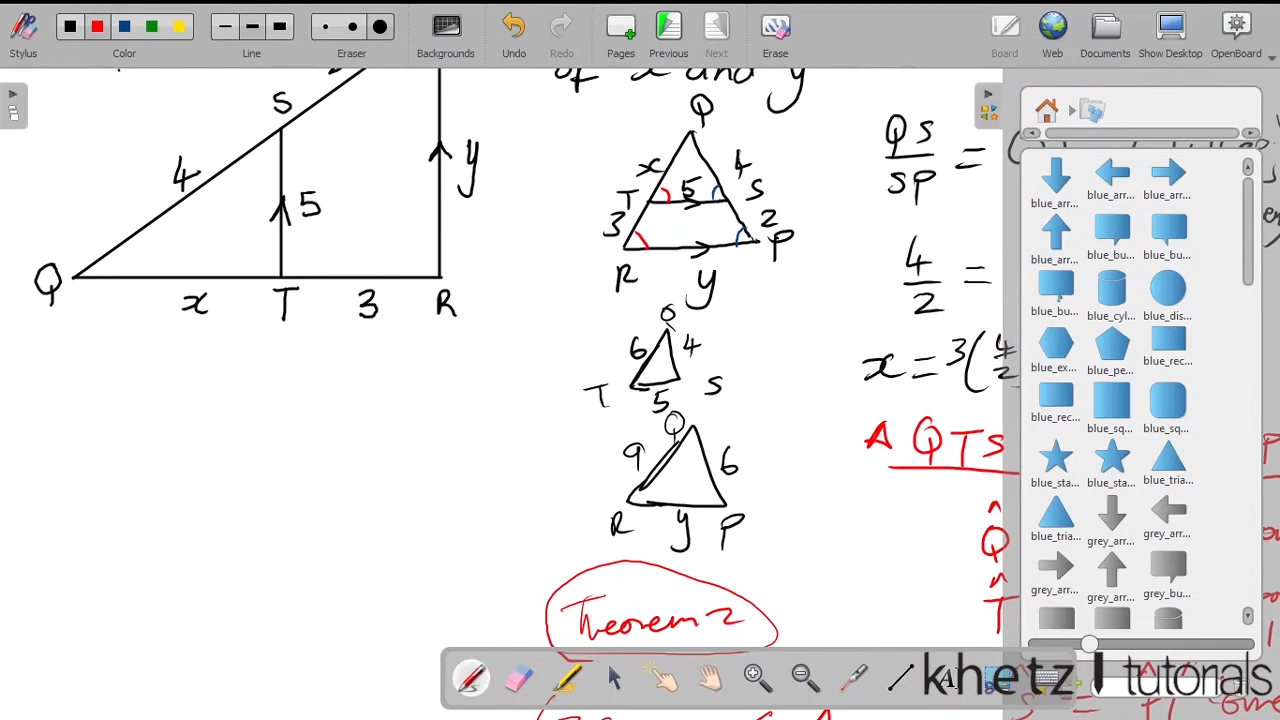 Stylus Color Line Eraser Backgrounds Undo Redo Pages Previous Next Erase Board Web Documents Show Desktop OpenBoard
of x and y
S
4
5
y
Q
x T 3 R
Q
x 4
T 5 S
3 2
R P
y
Q
6 4
T S
5
Q
9 6
R y P
Theorem 2
QS
SP =
4
2 =
x = 3(4
2
Δ QTS
^
Q
^
T
blue_arr... blue_arr... blue_arr...
blue_arr... blue_bu... blue_bu...
blue_bu... blue_cyl... blue_dis...
blue_ex... blue_pe... blue_rec...
blue_rec... blue_sq... blue_sq...
blue_sta... blue_sta... blue_tria...
blue_tria... grey_arr... grey_arr...
grey_arr... grey_arr... grey_bu...
khetz tutorials